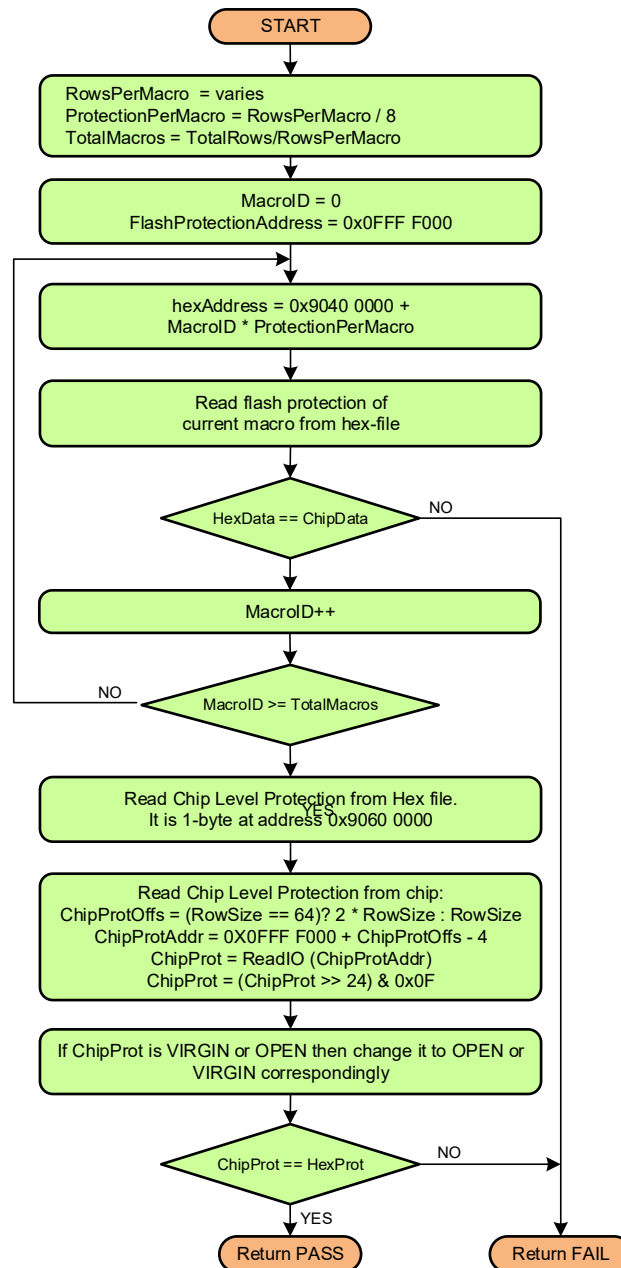 START
RowsPerMacro = varies
ProtectionPerMacro = RowsPerMacro / 8
TotalMacros = TotalRows/RowsPerMacro
MacroID = 0
FlashProtectionAddress = 0x0FFF F000
hexAddress = 0x9040 0000 +
MacroID * ProtectionPerMacro
Read flash protection of
current macro from hex-file
HexData == ChipData
NO
MacroID++
NO
MacroID >= TotalMacros
YES
Read Chip Level Protection from Hex file.
It is 1-byte at address 0x9060 0000
Read Chip Level Protection from chip:
ChipProtOffs = (RowSize == 64)? 2 * RowSize : RowSize
ChipProtAddr = 0X0FFF F000 + ChipProtOffs - 4
ChipProt = ReadIO (ChipProtAddr)
ChipProt = (ChipProt >> 24) & 0x0F
If ChipProt is VIRGIN or OPEN then change it to OPEN or
VIRGIN correspondingly
ChipProt == HexProt
NO
YES
Return PASS
Return FAIL